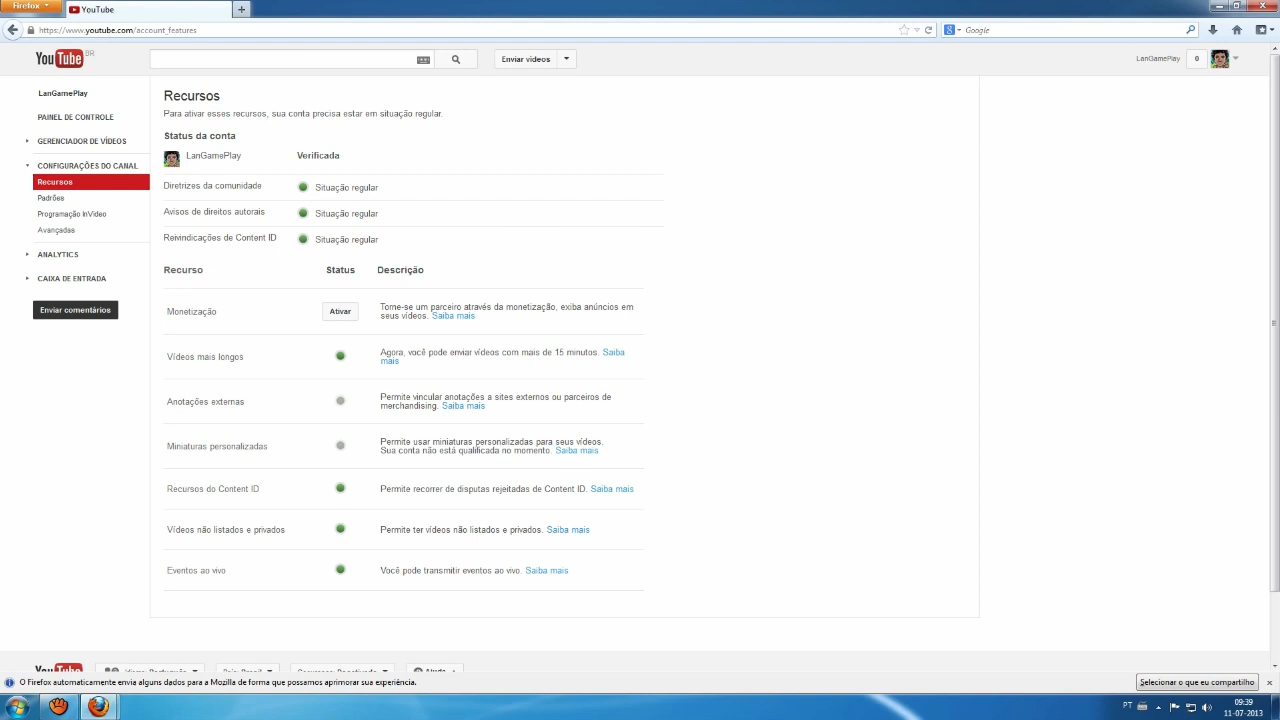 Firefox
YouTube
https://www.youtube.com/account_features
Google
YouTube BR
Enviar vídeos
LanGamePlay
0
LanGamePlay
PAINEL DE CONTROLE
GERENCIADOR DE VÍDEOS
CONFIGURAÇÕES DO CANAL
Recursos
Padrões
Programação InVideo
Avançadas
ANALYTICS
CAIXA DE ENTRADA
Enviar comentários
Recursos
Para ativar esses recursos, sua conta precisa estar em situação regular.
Status da conta
LanGamePlay Verificada
Diretrizes da comunidade Situação regular
Avisos de direitos autorais Situação regular
Reivindicações de Content ID Situação regular
Recurso Status Descrição
Monetização Ativar Torne-se um parceiro através da monetização, exiba anúncios em
seus vídeos. Saiba mais
Vídeos mais longos Agora, você pode enviar vídeos com mais de 15 minutos. Saiba
mais
Anotações externas Permite vincular anotações a sites externos ou parceiros de
merchandising. Saiba mais
Miniaturas personalizadas Permite usar miniaturas personalizadas para seus vídeos.
Sua conta não está qualificada no momento. Saiba mais
Recursos do Content ID Permite recorrer de disputas rejeitadas de Content ID. Saiba mais
Vídeos não listados e privados Permite ter vídeos não listados e privados. Saiba mais
Eventos ao vivo Você pode transmitir eventos ao vivo. Saiba mais
YouTube Idioma: Português País: Brasil Segurança: Desativada Ajuda
O Firefox automaticamente envia alguns dados para a Mozilla de forma que possamos aprimorar sua experiência.
Selecionar o que eu compartilho
PT
09:39
11-07-2013